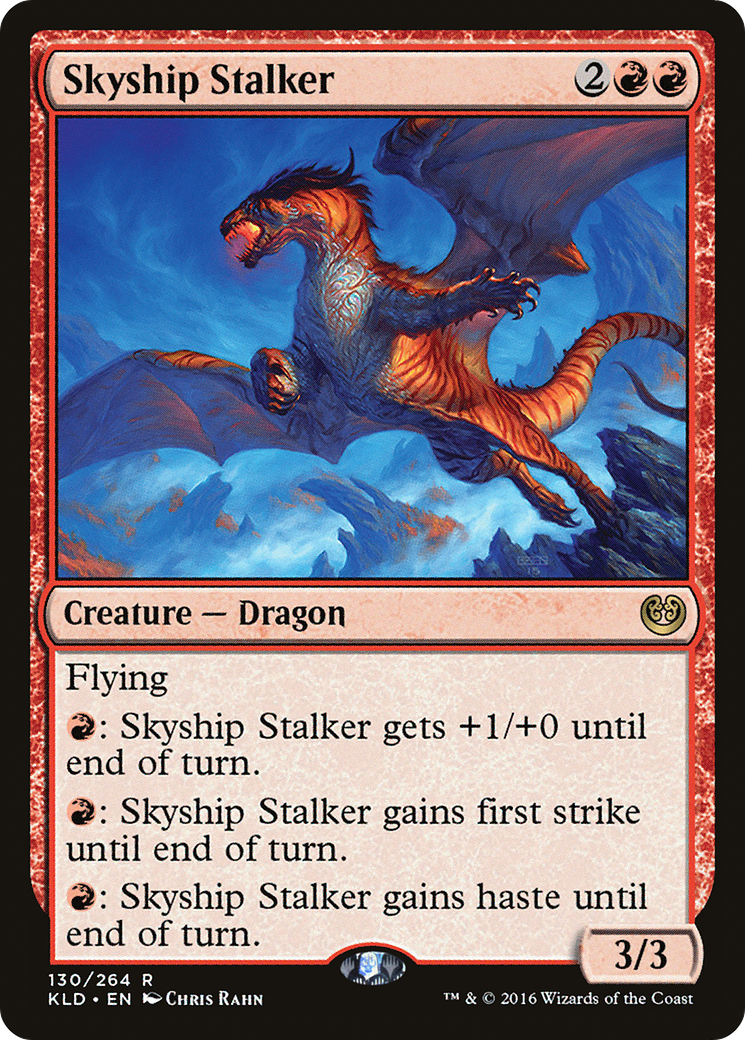 Skyship Stalker 2
Creature — Dragon
Flying
: Skyship Stalker gets +1/+0 until
end of turn.
: Skyship Stalker gains first strike
until end of turn.
: Skyship Stalker gains haste until
end of turn.
3/3
130/264 R
KLD • EN Chris Rahn
™ & © 2016 Wizards of the Coast